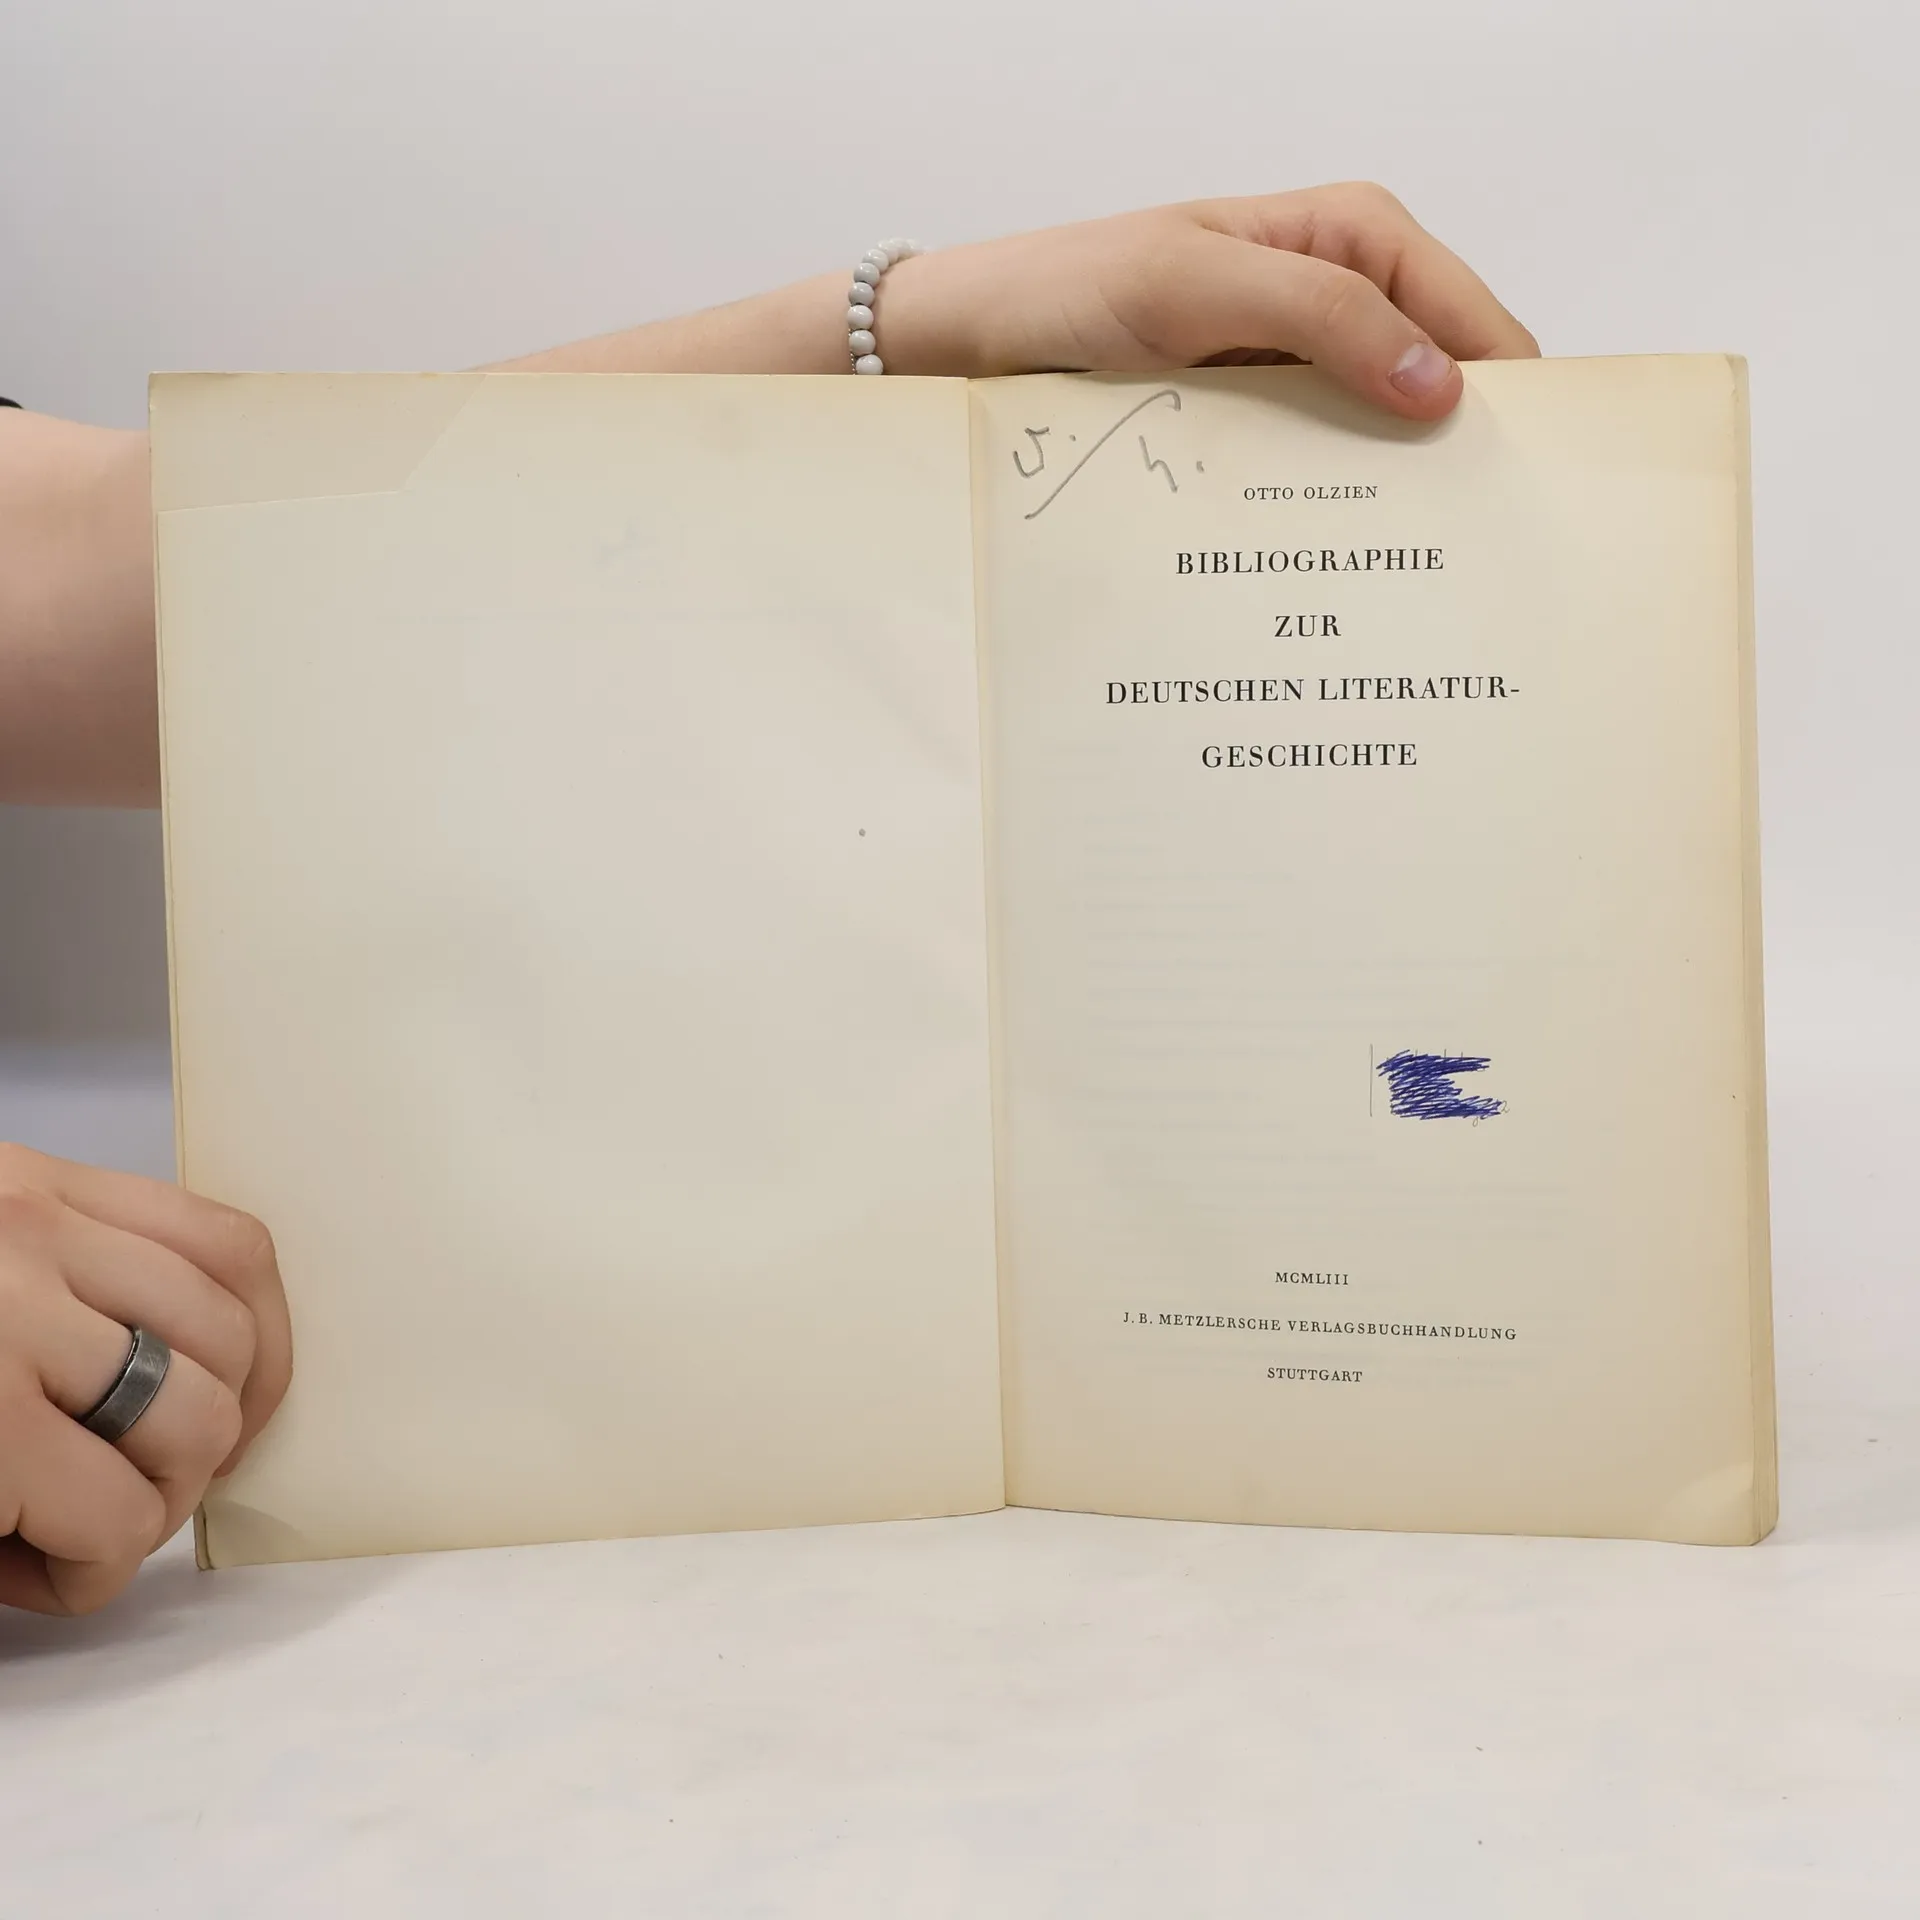 OTTO OLZIEN
BIBLIOGRAPHIE
ZUR
DEUTSCHEN LITERATUR-
GESCHICHTE
MCMLIII
J. B. METZLERSCHE VERLAGSBUCHHANDLUNG
STUTTGART